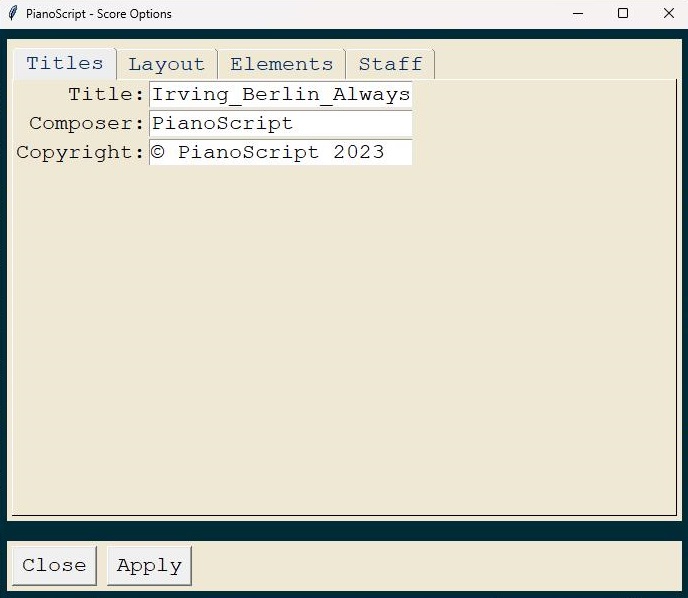 PianoScript - Score Options
Titles Layout Elements Staff
Title: Irving_Berlin_Always
Composer: PianoScript
Copyright: © PianoScript 2023
Close Apply